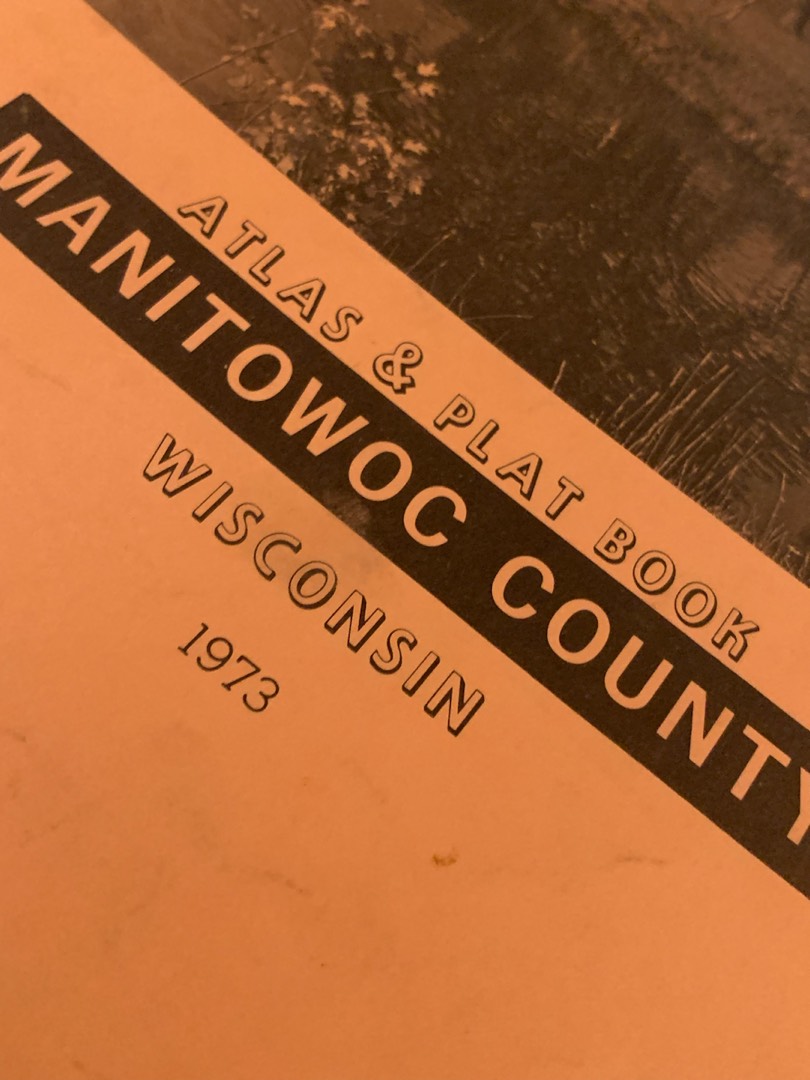 ATLAS & PLAT BOOK
MANITOWOC COUNTY
WISCONSIN
1973